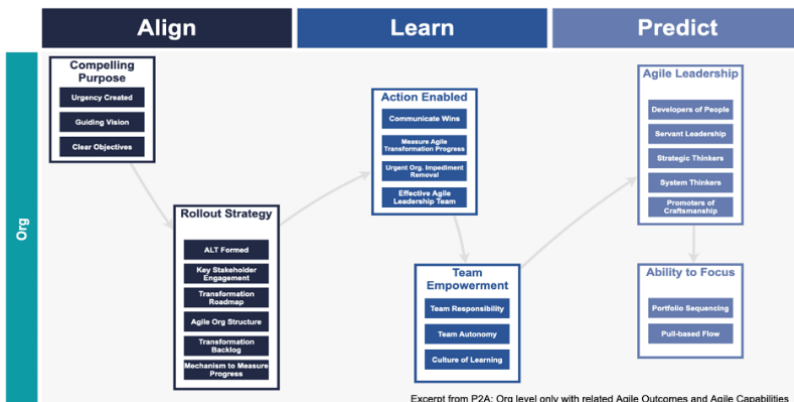 Align
Learn
Predict
Org
Compelling
Purpose
Urgency Created
Guiding Vision
Clear Objectives
Rollout Strategy
ALT Formed
Key Stakeholder
Engagement
Transformation
Roadmap
Agile Org Structure
Transformation
Backlog
Mechanism to Measure
Progress
Action Enabled
Communicate Wins
Measure Agile
Transformation Progress
Urgent Org. Impediment
Removal
Effective Agile
Leadership Team
Team
Empowerment
Team Responsibility
Team Autonomy
Culture of Learning
Agile Leadership
Developers of People
Servant Leadership
Strategic Thinkers
System Thinkers
Promoters of
Craftsmanship
Ability to Focus
Portfolio Sequencing
Pull-based Flow
Excerpt from P2A: Org level only with related Agile Outcomes and Agile Capabilities